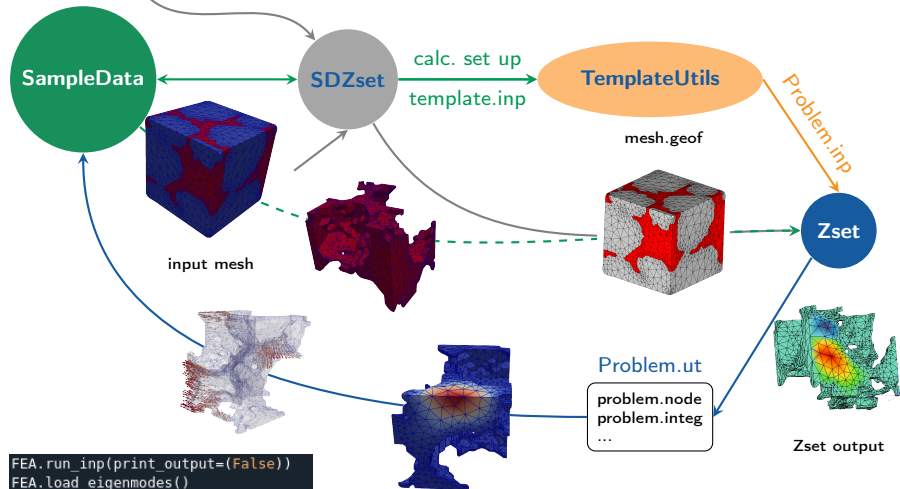 SampleData
SDZset
calc. set up
template.inp
TemplateUtils
Problem.inp
mesh.geof
Zset
input mesh
Problem.ut
problem.node
problem.integ
...
Zset output
FEA.run_inp(print_output=(False))
FEA.load_eigenmodes()